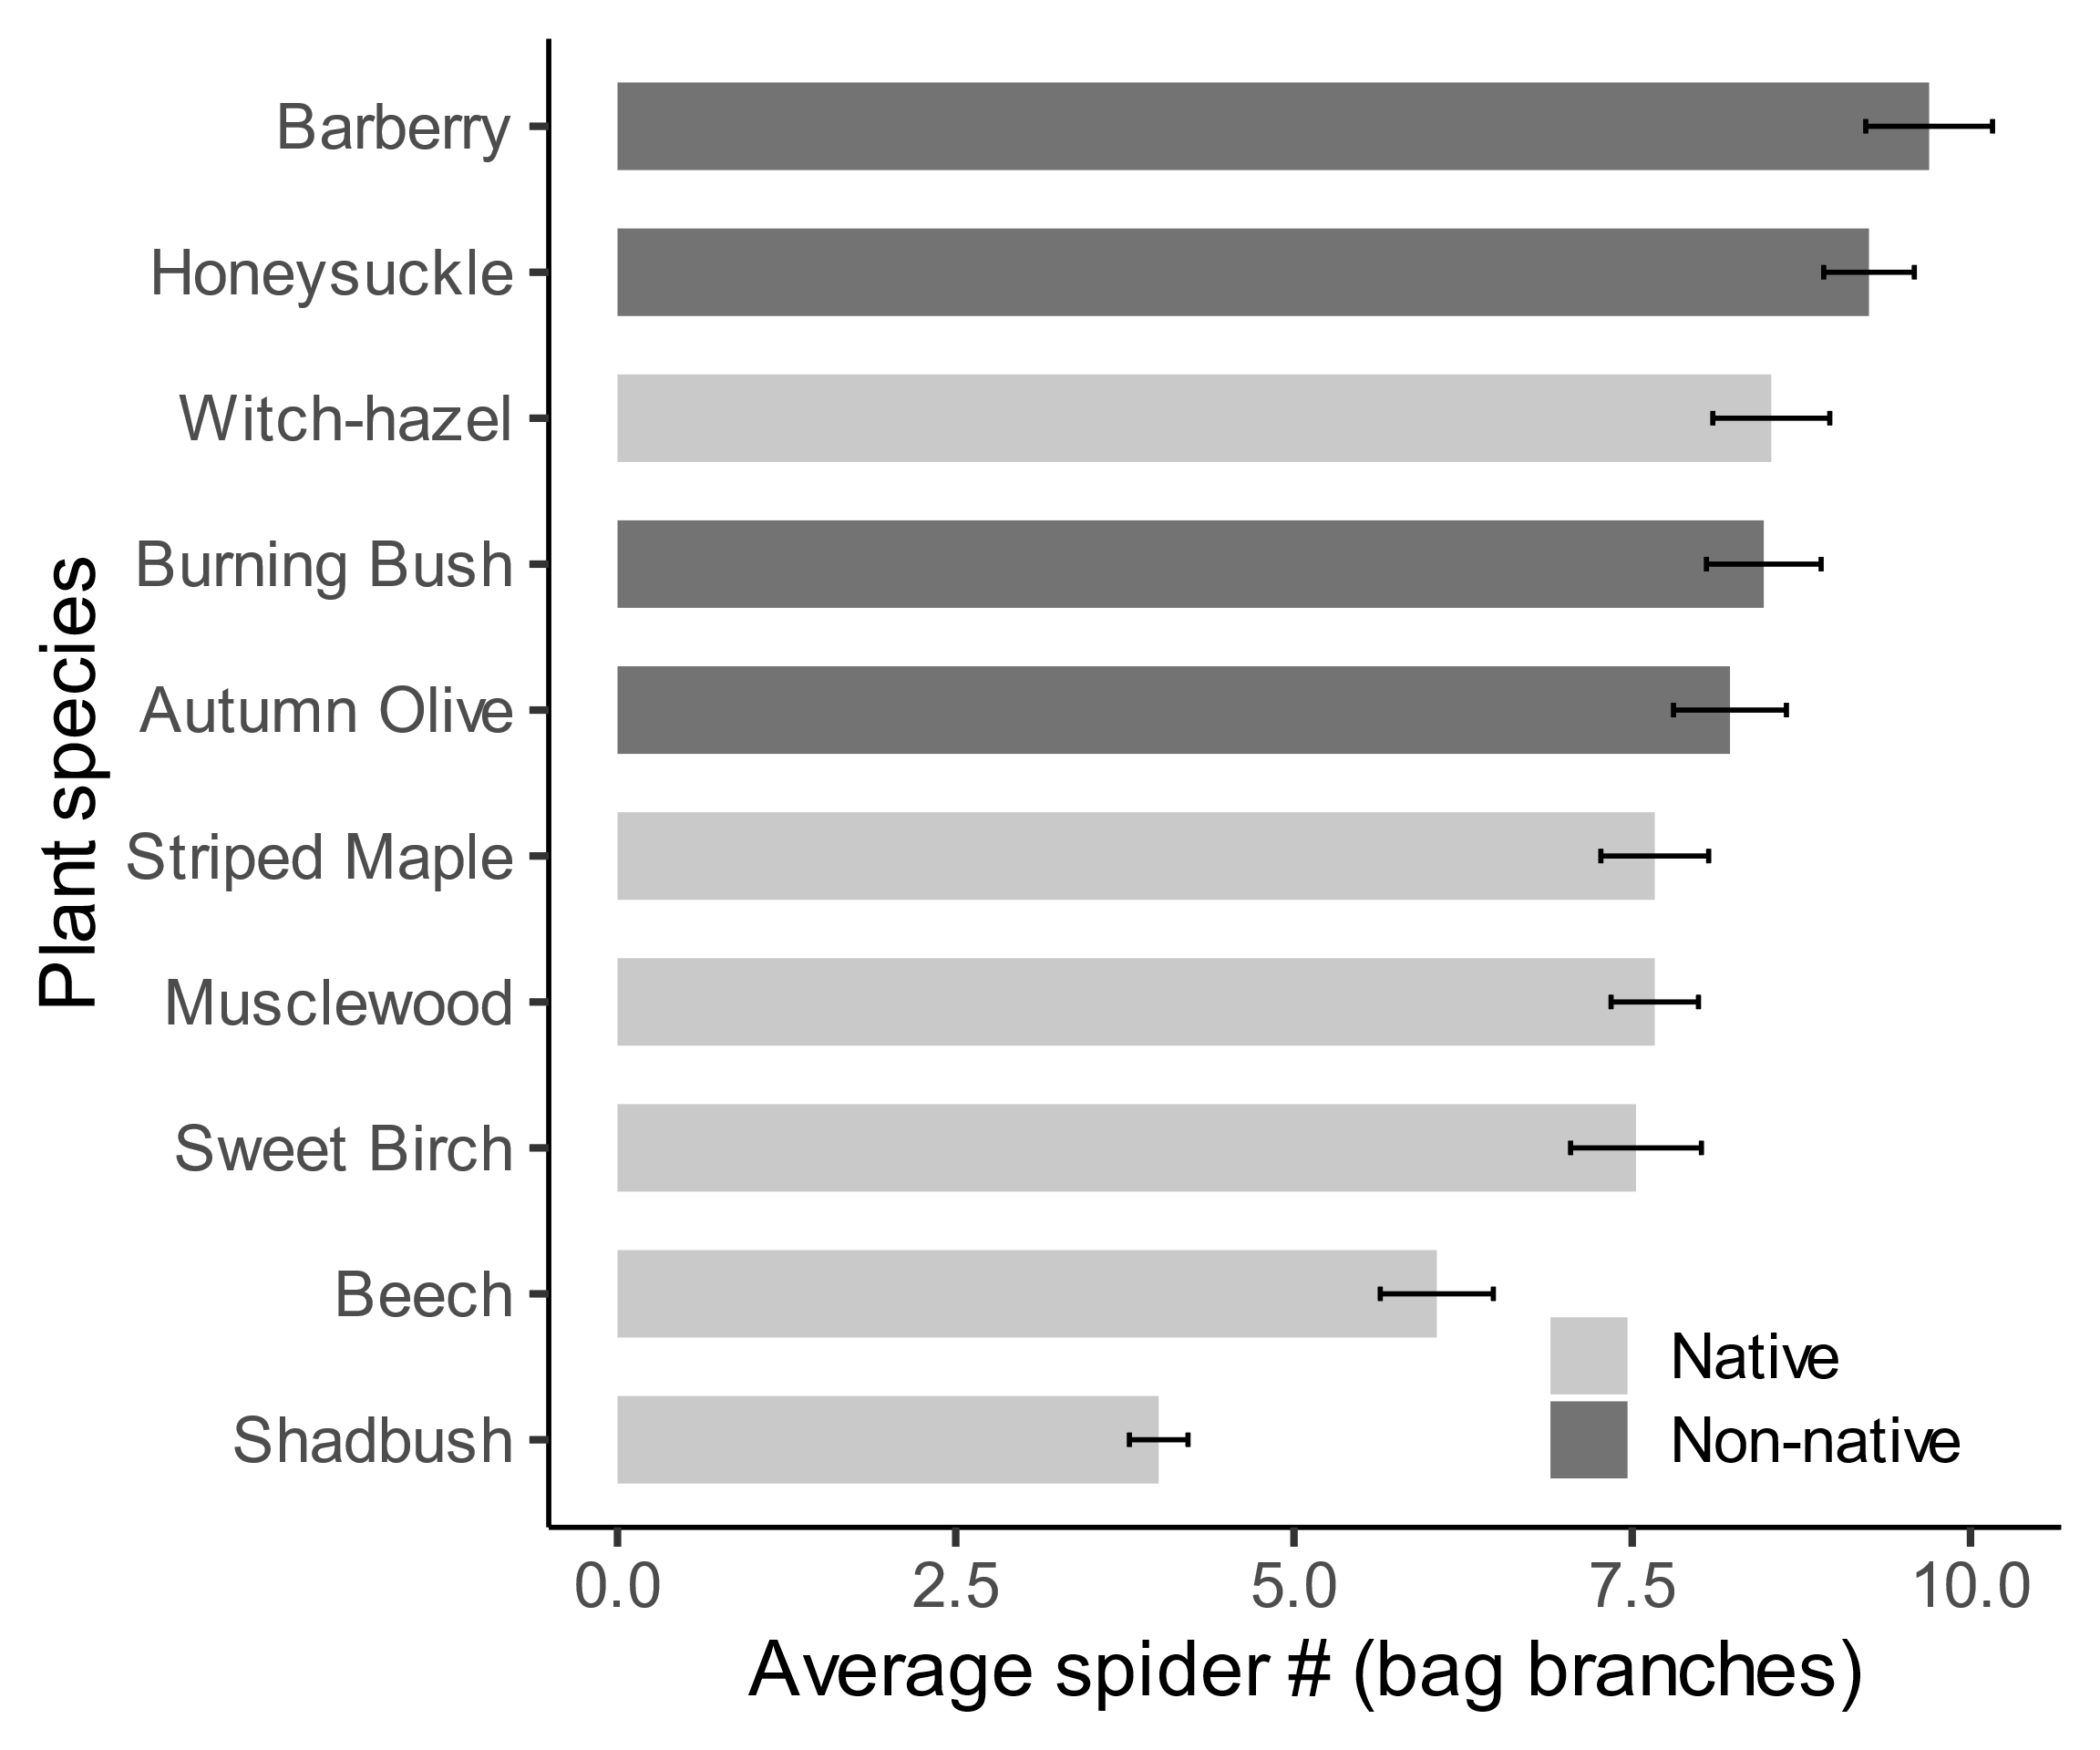 Barberry
Honeysuckle
Witch-hazel
Burning Bush
Autumn Olive
Striped Maple
Musclewood
Sweet Birch
Beech
Shadbush
Plant species
Native
Non-native
0.0 2.5 5.0 7.5 10.0
Average spider # (bag branches)